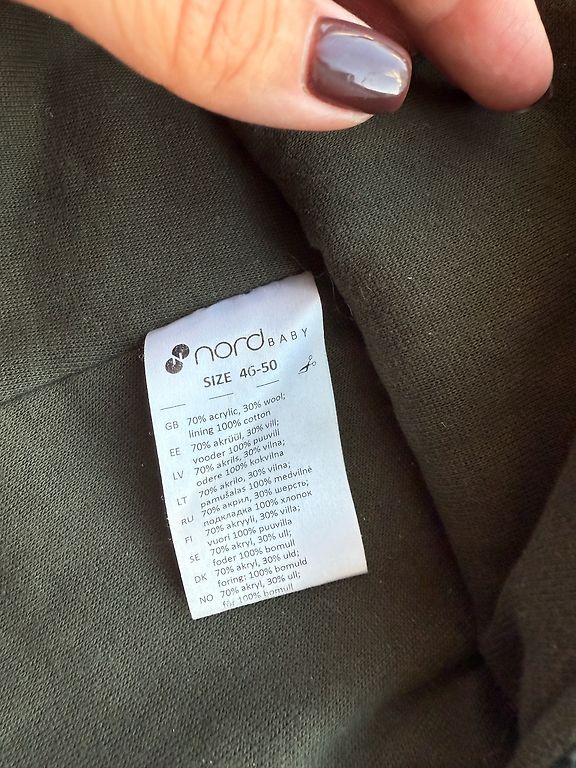 nord BABY
SIZE 46-50
GB 70% acrylic, 30% wool;
lining 100% cotton
EE 70% akrüül, 30% vill;
vooder 100% puuvill
LV 70% akrils, 30% vilna;
odere 100% kokvilna
LT 70% akrilo, 30% vilna;
pamušalas 100% medvilnė
RU 70% акрил, 30% шерсть;
подкладка 100% хлопок
FI 70% akryyli, 30% villa;
vuori 100% puuvilla
SE 70% akryl, 30% ull;
foder 100% bomull
DK 70% akryl, 30% uld;
foring: 100% bomuld
NO 70% akryl, 30% ull;
fôr 100% bomull